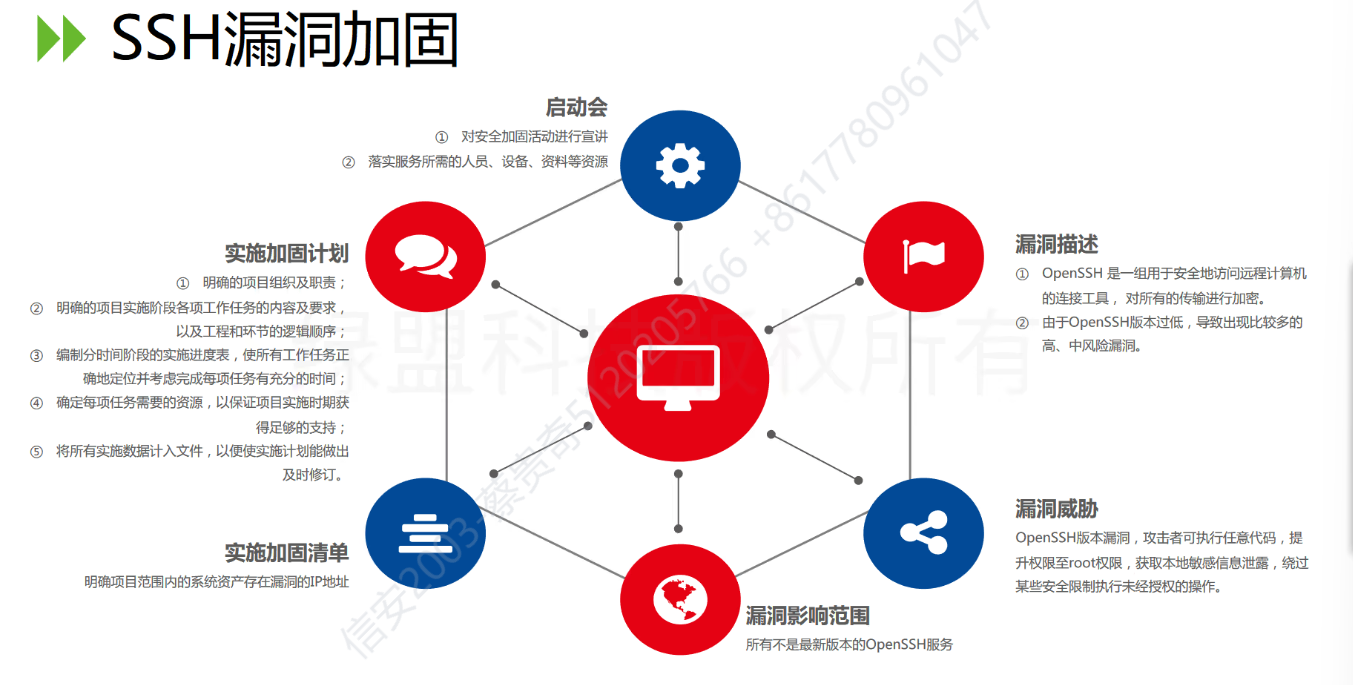 SSH漏洞加固
启动会
① 对安全加固活动进行宣讲
② 落实服务所需的人员、设备、资料等资源
漏洞描述
① OpenSSH 是一组用于安全地访问远程计算机
的连接工具， 对所有的传输进行加密。
② 由于OpenSSH版本过低，导致出现比较多的
高、中风险漏洞。
实施加固计划
① 明确的项目组织及职责；
② 明确的项目实施阶段各项工作任务的内容及要求，
以及工程和环节的逻辑顺序；
③ 编制分时间阶段的实施进度表，使所有工作任务正
确地定位并考虑完成每项任务有充分的时间；
④ 确定每项任务需要的资源，以保证项目实施时期获
得足够的支持；
⑤ 将所有实施数据计入文件，以便使实施计划能做出
及时修订。
漏洞威胁
OpenSSH版本漏洞，攻击者可执行任意代码，提
升权限至root权限，获取本地敏感信息泄露，绕过
某些安全限制执行未经授权的操作。
实施加固清单
明确项目范围内的系统资产存在漏洞的IP地址
漏洞影响范围
所有不是最新版本的OpenSSH服务
绿盟科技版权所有
信安2003-蔡贵奇512020205766 +8617780961047